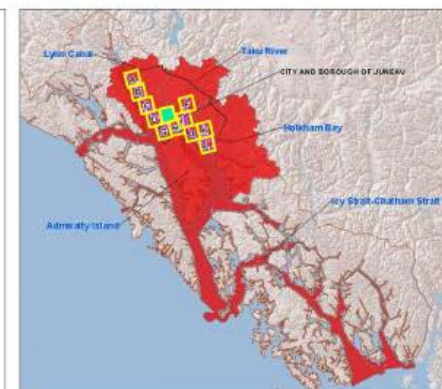 Lynn Canal
Taku River
CITY AND BOROUGH OF JUNEAU
Holkham Bay
Icy Strait-Chatham Strait
Admiralty Island